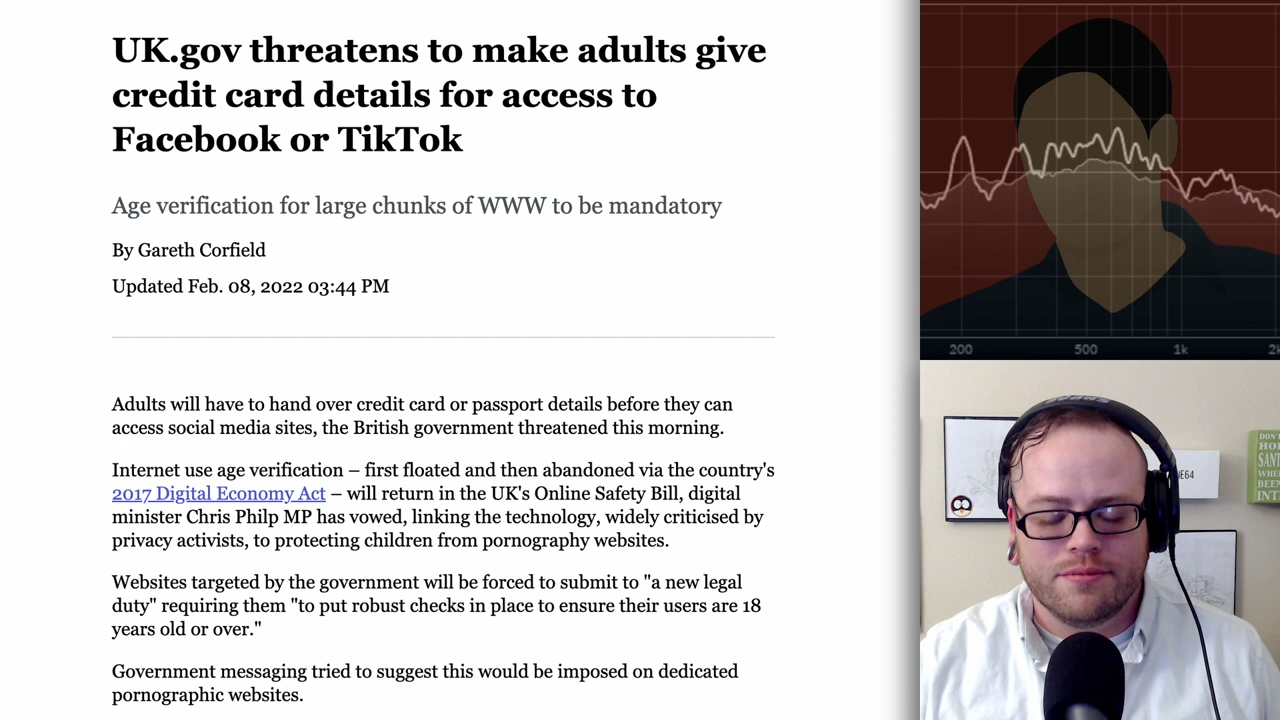 UK.gov threatens to make adults give
credit card details for access to
Facebook or TikTok
Age verification for large chunks of WWW to be mandatory
By Gareth Corfield
Updated Feb. 08, 2022 03:44 PM
Adults will have to hand over credit card or passport details before they can
access social media sites, the British government threatened this morning.
Internet use age verification – first floated and then abandoned via the country's
2017 Digital Economy Act – will return in the UK's Online Safety Bill, digital
minister Chris Philp MP has vowed, linking the technology, widely criticised by
privacy activists, to protecting children from pornography websites.
Websites targeted by the government will be forced to submit to "a new legal
duty" requiring them "to put robust checks in place to ensure their users are 18
years old or over."
Government messaging tried to suggest this would be imposed on dedicated
pornographic websites.
200 500 1k
DON'T